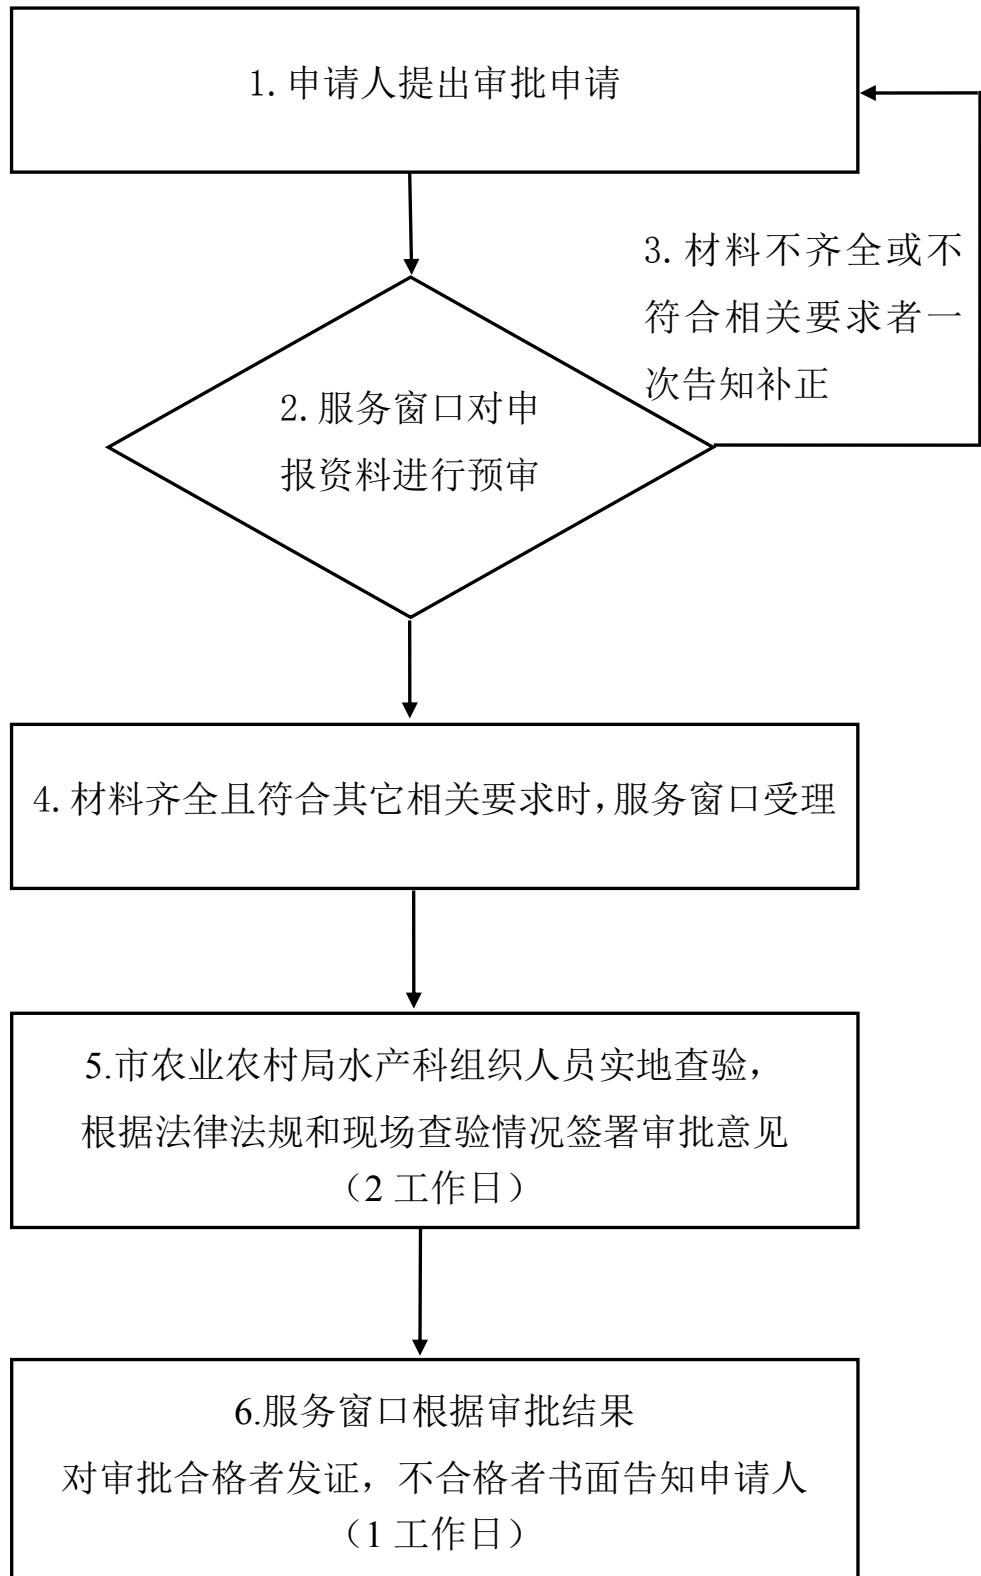 1.申请人提出审批申请
3.材料不齐全或不
符合相关要求者一
次告知补正
2.服务窗口对申
报资料进行预审
4.材料齐全且符合其它相关要求时,服务窗口受理
5.市农业农村局水产科组织人员实地查验，
根据法律法规和现场查验情况签署审批意见
（2 工作日）
6.服务窗口根据审批结果
对审批合格者发证，不合格者书面告知申请人
（1 工作日）